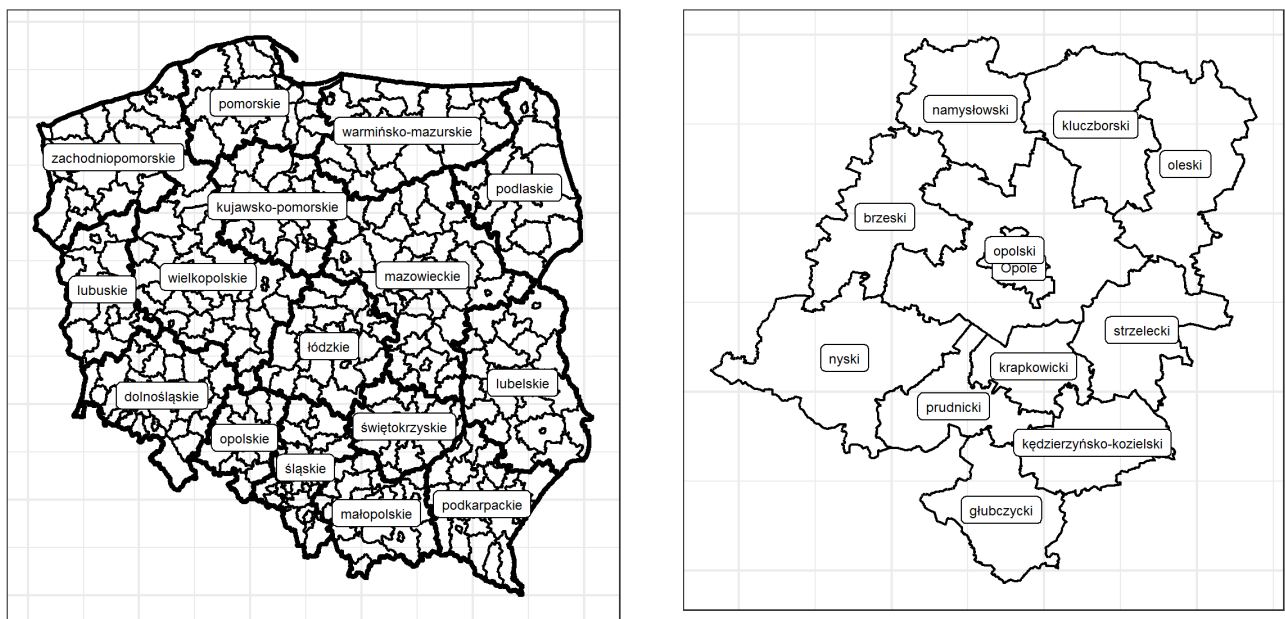 pomorskie
warmińsko-mazurskie
zachodniopomorskie
podlaskie
kujawsko-pomorskie
wielkopolskie
mazowieckie
lubuskie
łódzkie
lubelskie
dolnośląskie
świętokrzyskie
opolskie
śląskie
podkarpackie
małopolskie
namysłowski
kluczborski
oleski
brzeski
opolski
Opole
strzelecki
nyski
krapkowicki
prudnicki
kędzierzyńsko-kozielski
głubczycki